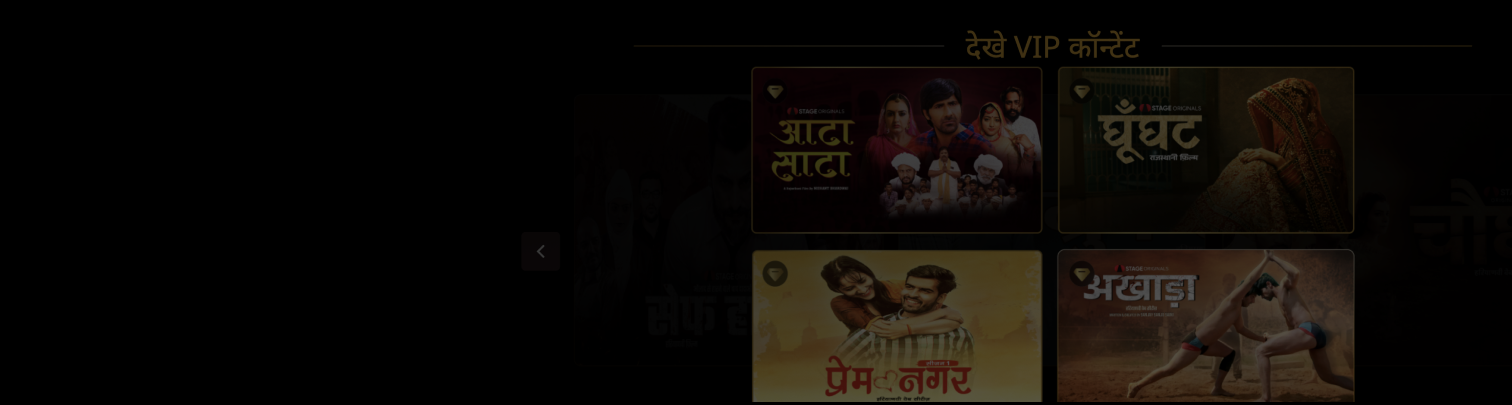 देखे VIP कॉन्टेंट
STAGE ORIGINALS
आटा
साटा
STAGE ORIGINALS
घूँघट
राजस्थानी फ़िल्म
सेफ
प्रेम नगर
STAGE ORIGINALS
अखाड़ा